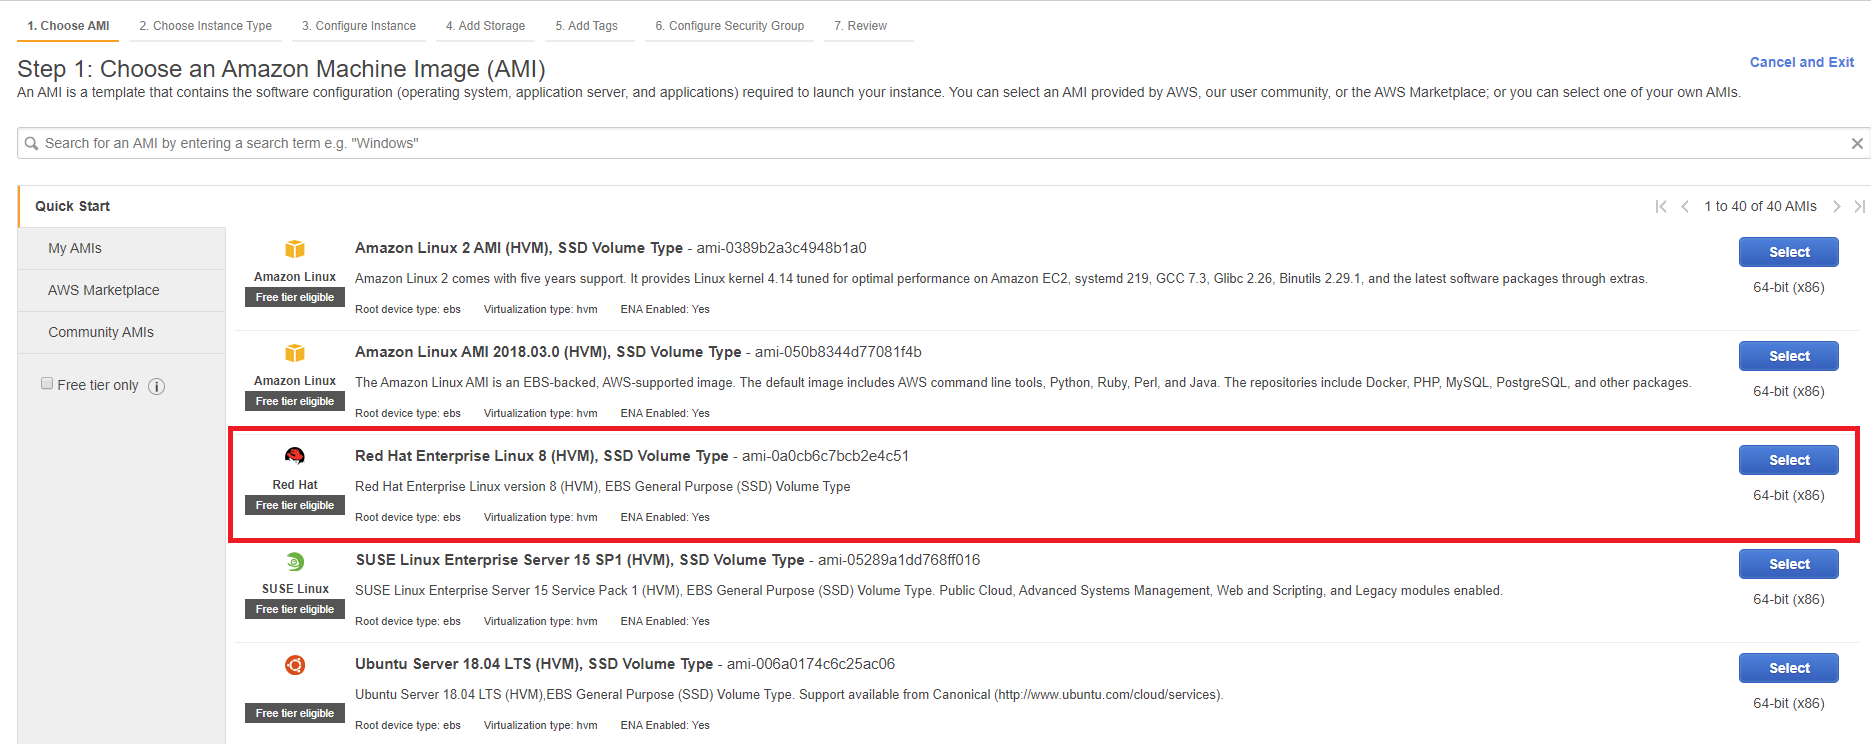 1. Choose AMI 2. Choose Instance Type 3. Configure Instance 4. Add Storage 5. Add Tags 6. Configure Security Group 7. Review
Step 1: Choose an Amazon Machine Image (AMI)
Cancel and Exit
An AMI is a template that contains the software configuration (operating system, application server, and applications) required to launch your instance. You can select an AMI provided by AWS, our user community, or the AWS Marketplace; or you can select one of your own AMIs.
Search for an AMI by entering a search term e.g. "Windows"
Quick Start
My AMIs
AWS Marketplace
Community AMIs
Free tier only
1 to 40 of 40 AMIs
Amazon Linux
Free tier eligible
Amazon Linux 2 AMI (HVM), SSD Volume Type - ami-0389b2a3c4948b1a0
Amazon Linux 2 comes with five years support. It provides Linux kernel 4.14 tuned for optimal performance on Amazon EC2, systemd 219, GCC 7.3, Glibc 2.26, Binutils 2.29.1, and the latest software packages through extras.
Root device type: ebs Virtualization type: hvm ENA Enabled: Yes
Select
64-bit (x86)
Amazon Linux
Free tier eligible
Amazon Linux AMI 2018.03.0 (HVM), SSD Volume Type - ami-050b8344d77081f4b
The Amazon Linux AMI is an EBS-backed, AWS-supported image. The default image includes AWS command line tools, Python, Ruby, Perl, and Java. The repositories include Docker, PHP, MySQL, PostgreSQL, and other packages.
Root device type: ebs Virtualization type: hvm ENA Enabled: Yes
Select
64-bit (x86)
Red Hat
Free tier eligible
Red Hat Enterprise Linux 8 (HVM), SSD Volume Type - ami-0a0cb6c7bcb2e4c51
Red Hat Enterprise Linux version 8 (HVM), EBS General Purpose (SSD) Volume Type
Root device type: ebs Virtualization type: hvm ENA Enabled: Yes
Select
64-bit (x86)
SUSE Linux
Free tier eligible
SUSE Linux Enterprise Server 15 SP1 (HVM), SSD Volume Type - ami-05289a1dd768ff016
SUSE Linux Enterprise Server 15 Service Pack 1 (HVM), EBS General Purpose (SSD) Volume Type. Public Cloud, Advanced Systems Management, Web and Scripting, and Legacy modules enabled.
Root device type: ebs Virtualization type: hvm ENA Enabled: Yes
Select
64-bit (x86)
Free tier eligible
Ubuntu Server 18.04 LTS (HVM), SSD Volume Type - ami-006a0174c6c25ac06
Ubuntu Server 18.04 LTS (HVM),EBS General Purpose (SSD) Volume Type. Support available from Canonical (http://www.ubuntu.com/cloud/services).
Root device type: ebs Virtualization type: hvm ENA Enabled: Yes
Select
64-bit (x86)